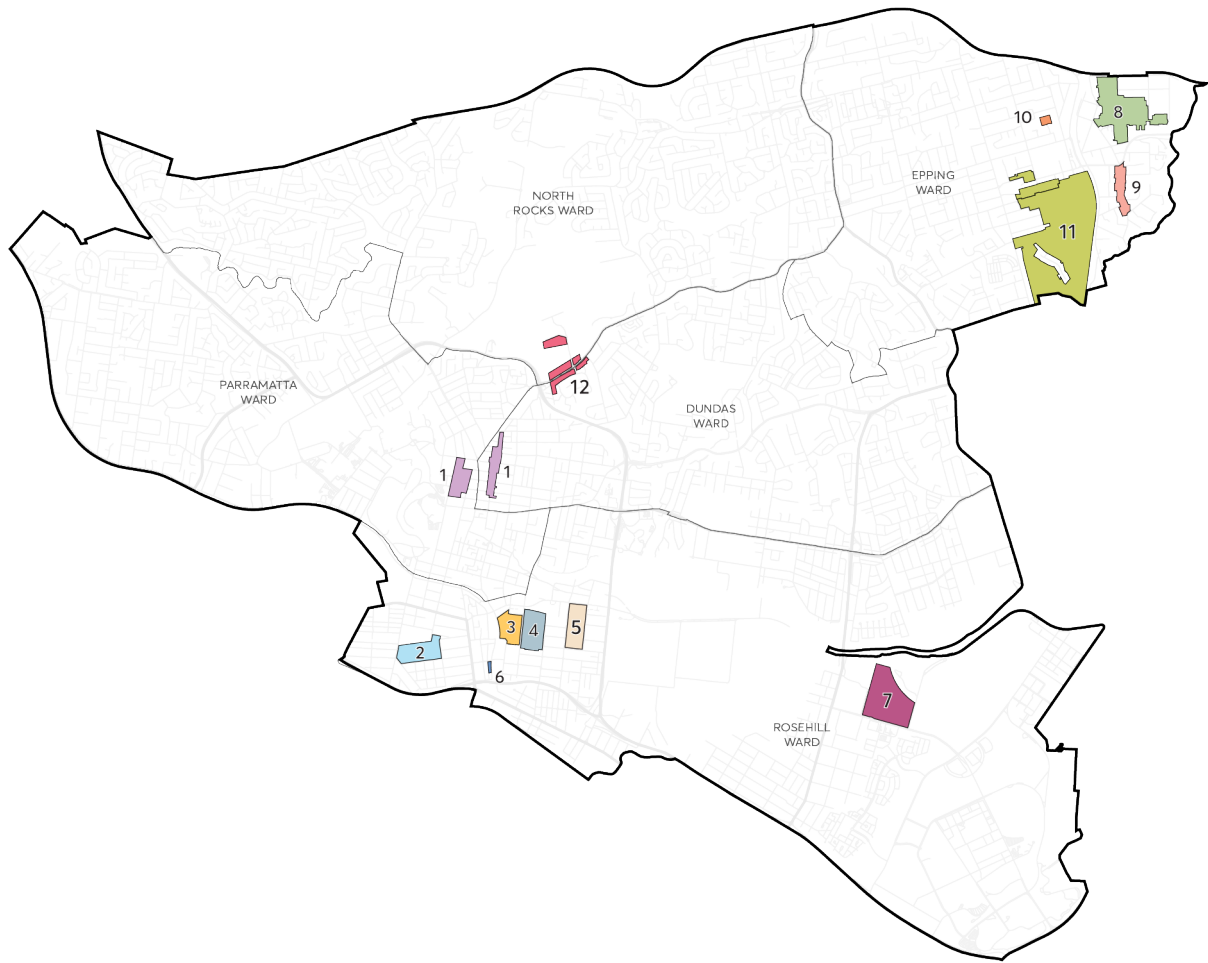 8
10
EPPING
WARD
9
NORTH
ROCKS WARD
11
PARRAMATTA
WARD
12
DUNDAS
WARD
1
1
3
4
5
2
6
7
ROSEHILL
WARD